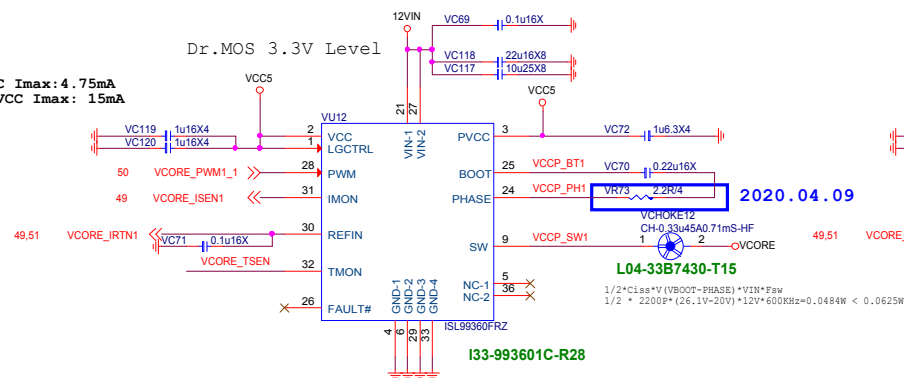 12VIN
VC69 0.1u16X
Dr.MOS 3.3V Level
VC118 22u16X8
VC117 10u25X8
C Imax:4.75mA
VCC Imax: 15mA
VCC5
VCC5
21
27
VU12
VC119 1u16X4
VC120 1u16X4
2 VCC
1 LGCTRL
VIN-1
VIN-2
PVCC 3
VC72 1u6.3X4
50 VCORE_PWM1_1
28 PWM
BOOT 25
VCCP_BT1
VC70 0.22u16X
49 VCORE_ISEN1
31 IMON
PHASE 24
VCCP_PH1
VR73 2.2R/4
2020.04.09
VCHOKE12
CH-0.33u45A0.71mS-HF
49,51 VCORE_IRTN1
30 REFIN
VC71 0.1u16X
SW 9
VCCP_SW1
1 2
VCORE
49,51 VCORE_
VCORE_TSEN
32 TMON
L04-33B7430-T15
NC-1 5
NC-2 36
1/2*Ciss*V(VBOOT-PHASE)*VIN*Fsw
1/2 * 2200P*(26.1V-20V)*12V*600KHz=0.0484W < 0.0625W
26 FAULT#
GND-1
GND-2
GND-3
GND-4
ISL99360FRZ
4
6
29
33
I33-993601C-R28